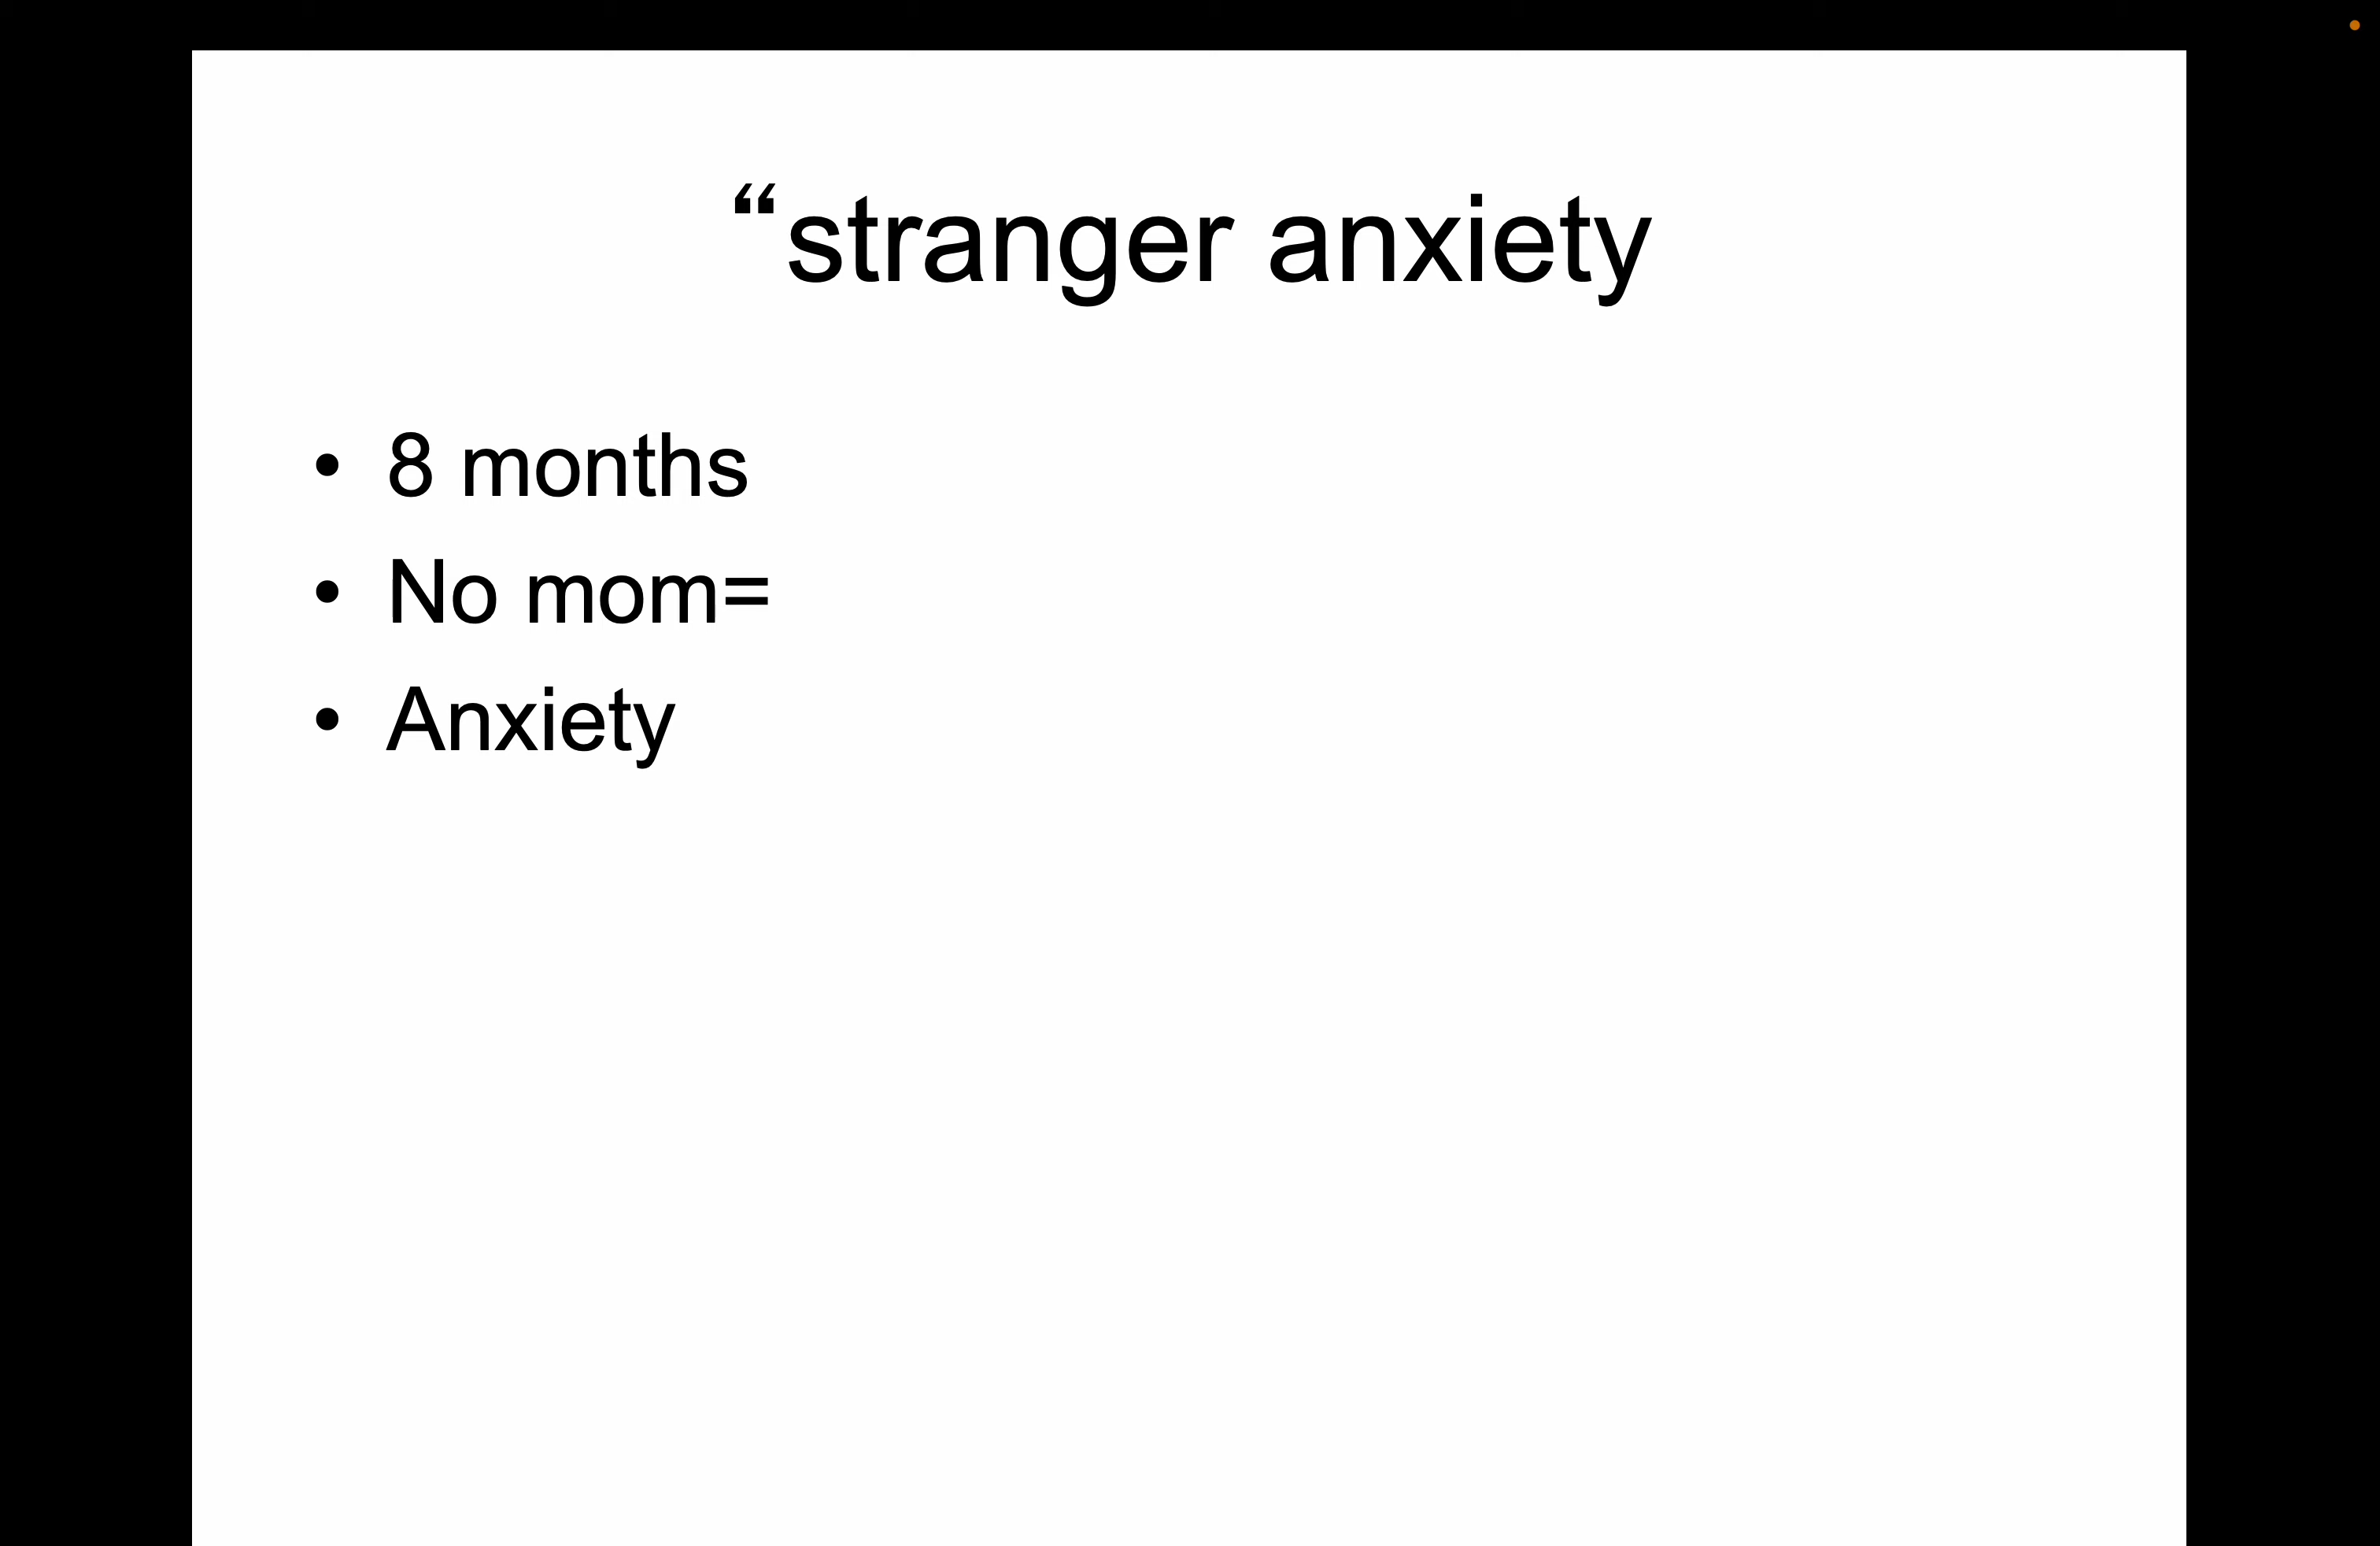 “stranger anxiety
• 8 months
• No mom=
• Anxiety